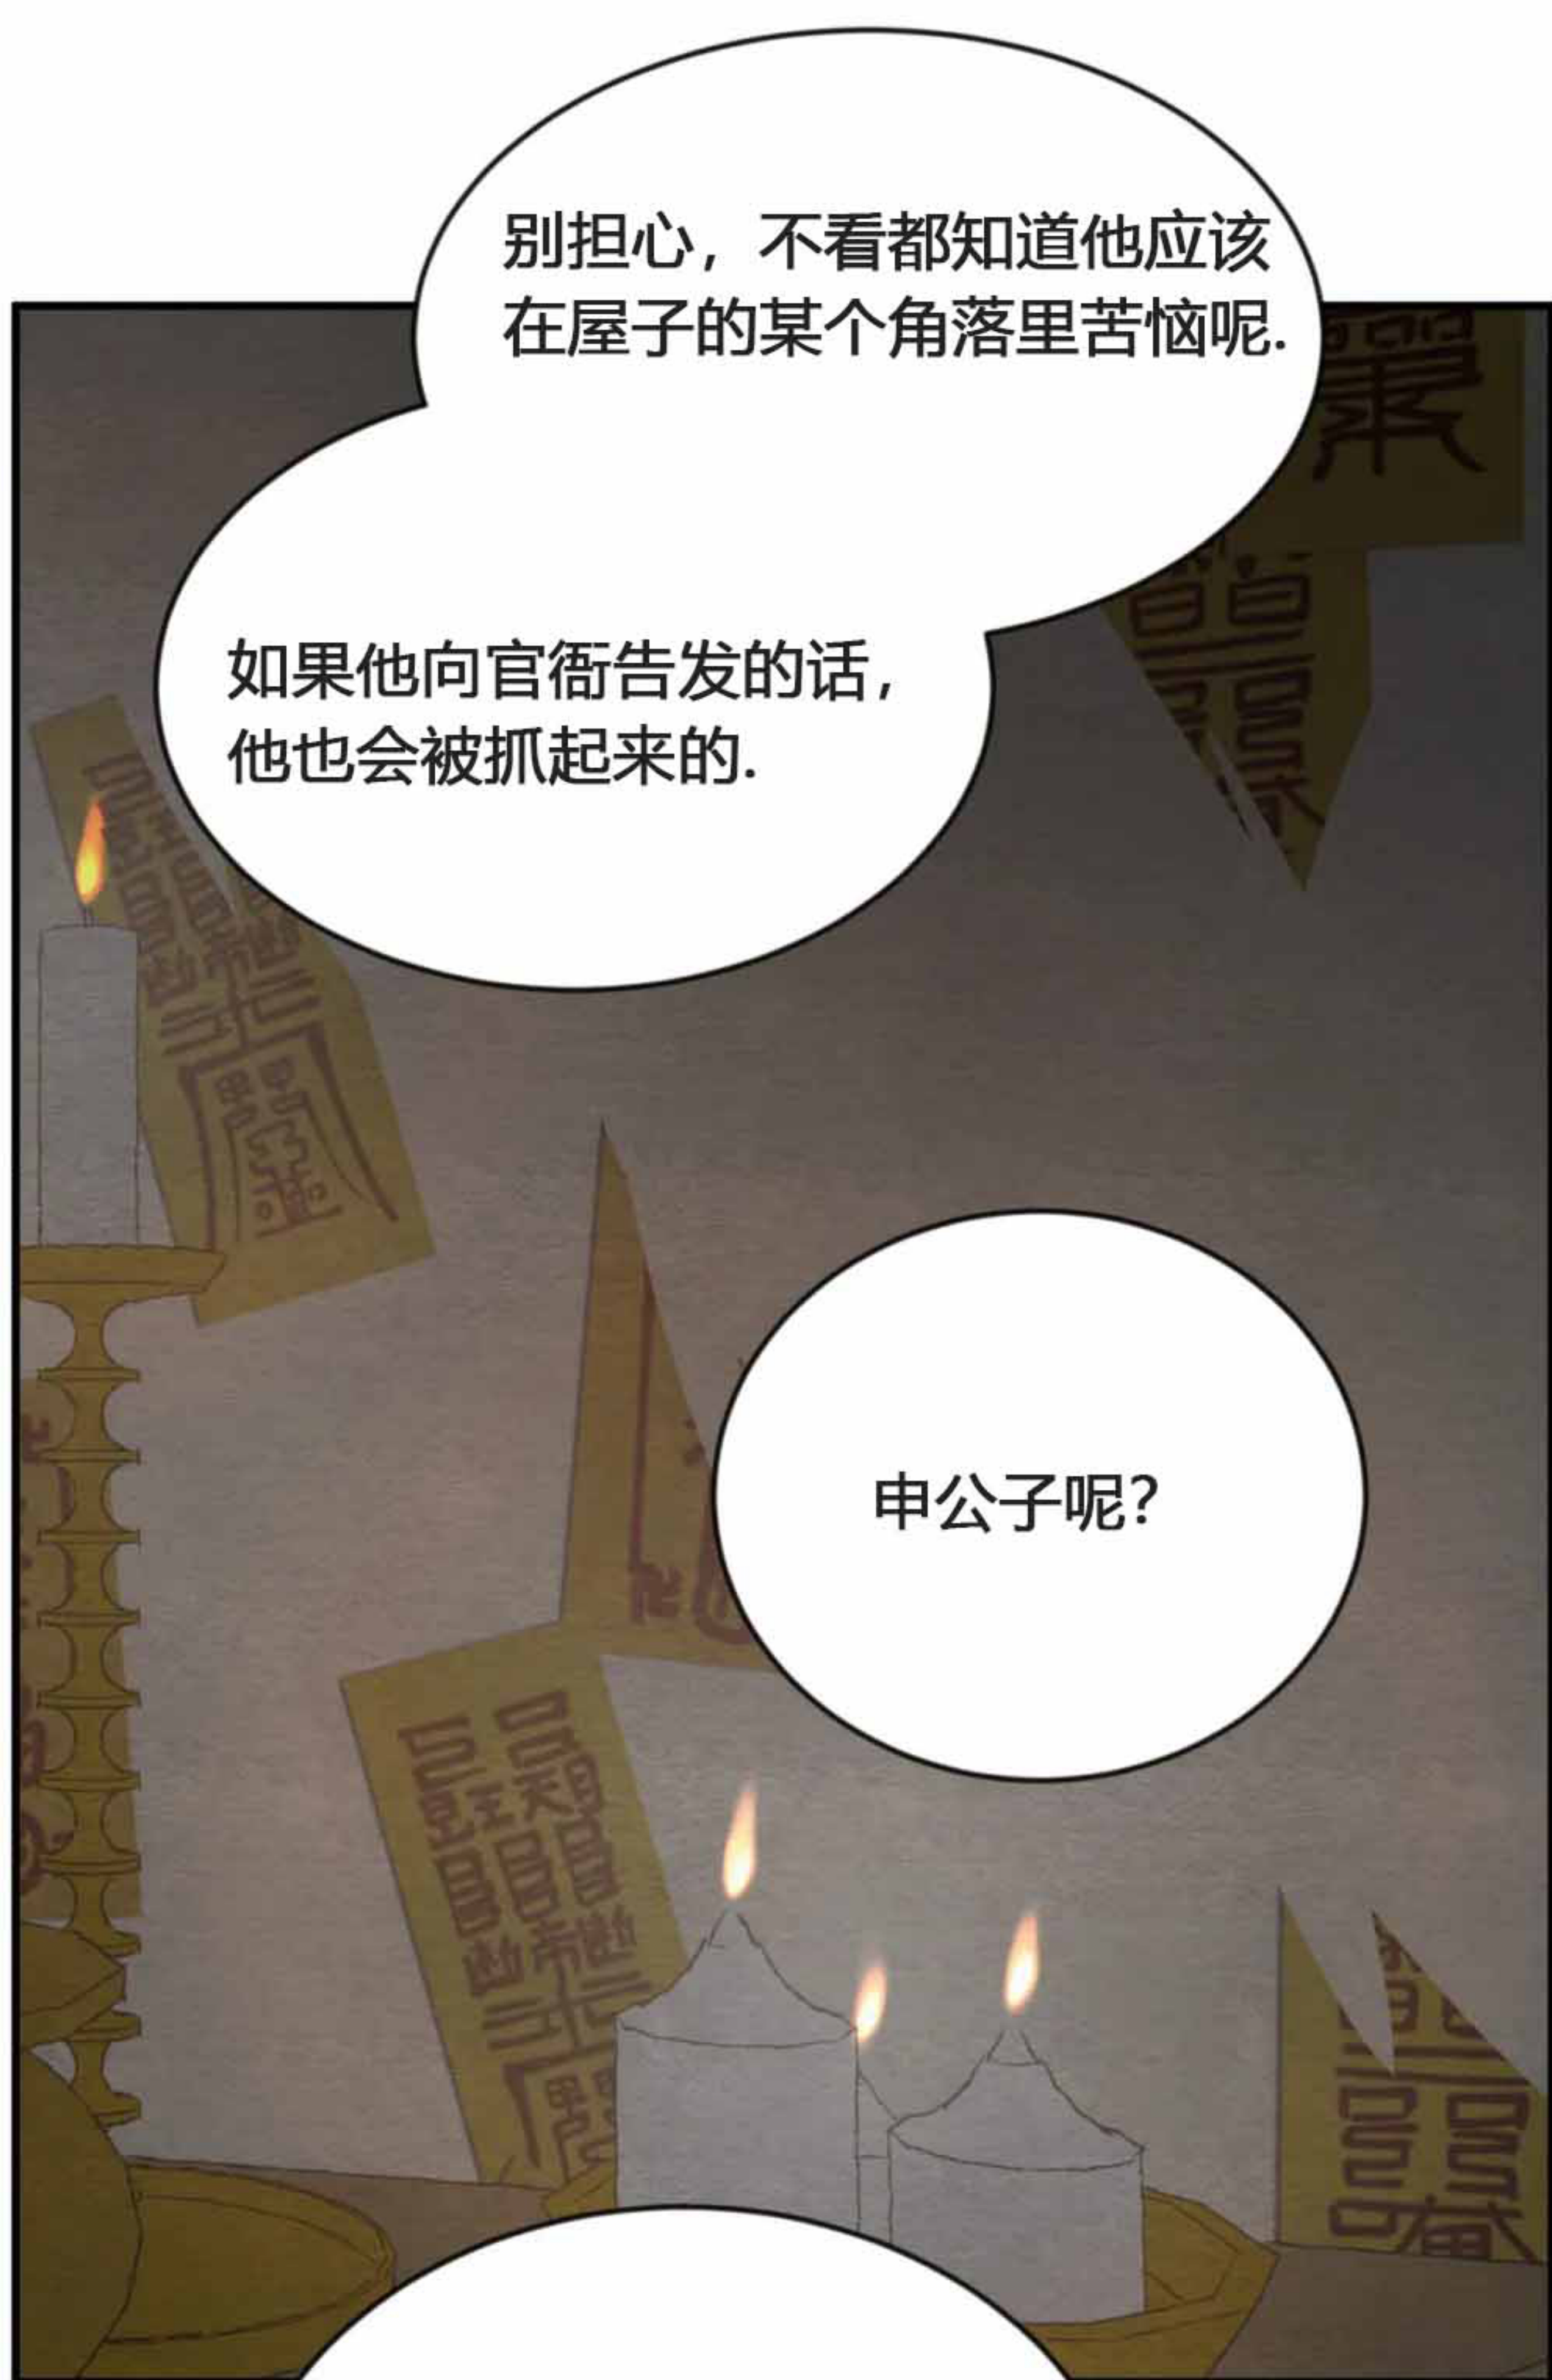 别担心，不看都知道他应该
在屋子的某个角落里苦恼呢.
如果他向官衙告发的话，
他也会被抓起来的.
申公子呢？